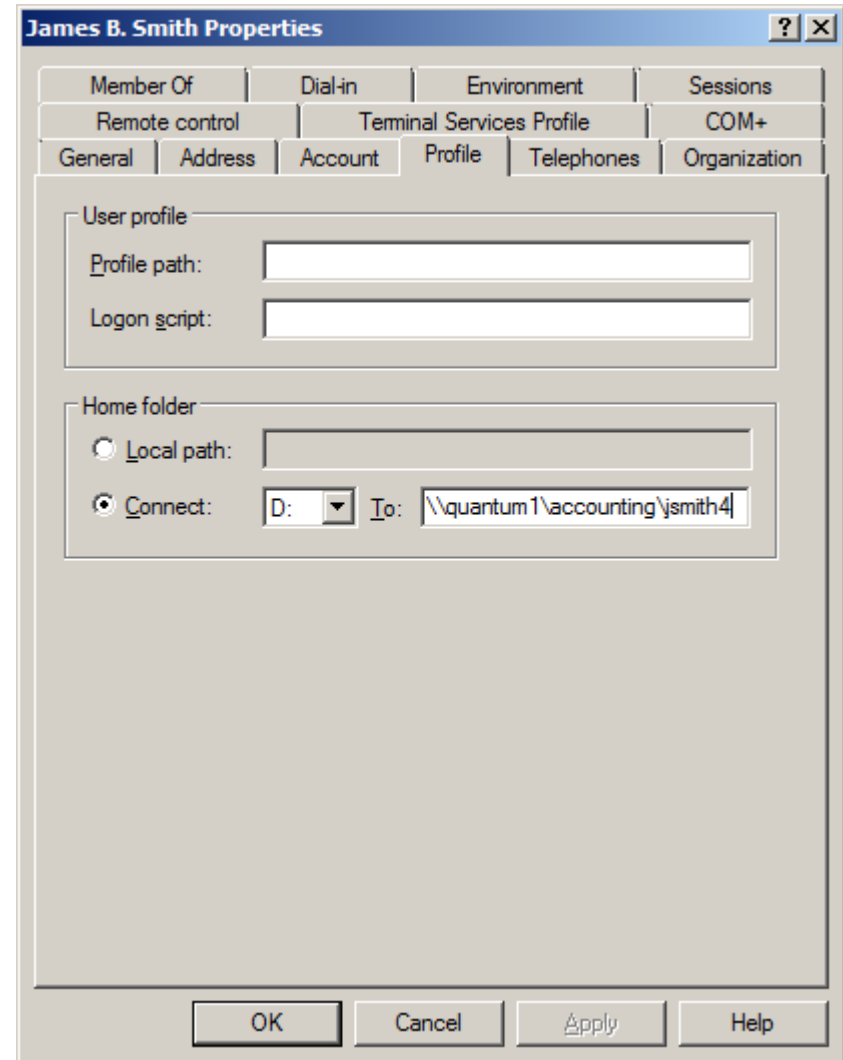 James B. Smith Properties
Member Of Dial-in Environment Sessions
Remote control Terminal Services Profile COM+
General Address Account Profile Telephones Organization
User profile
Profile path:
Logon script:
Home folder
Local path:
Connect: D: To: \\quantum1\accounting\jsmith4
OK Cancel Apply Help